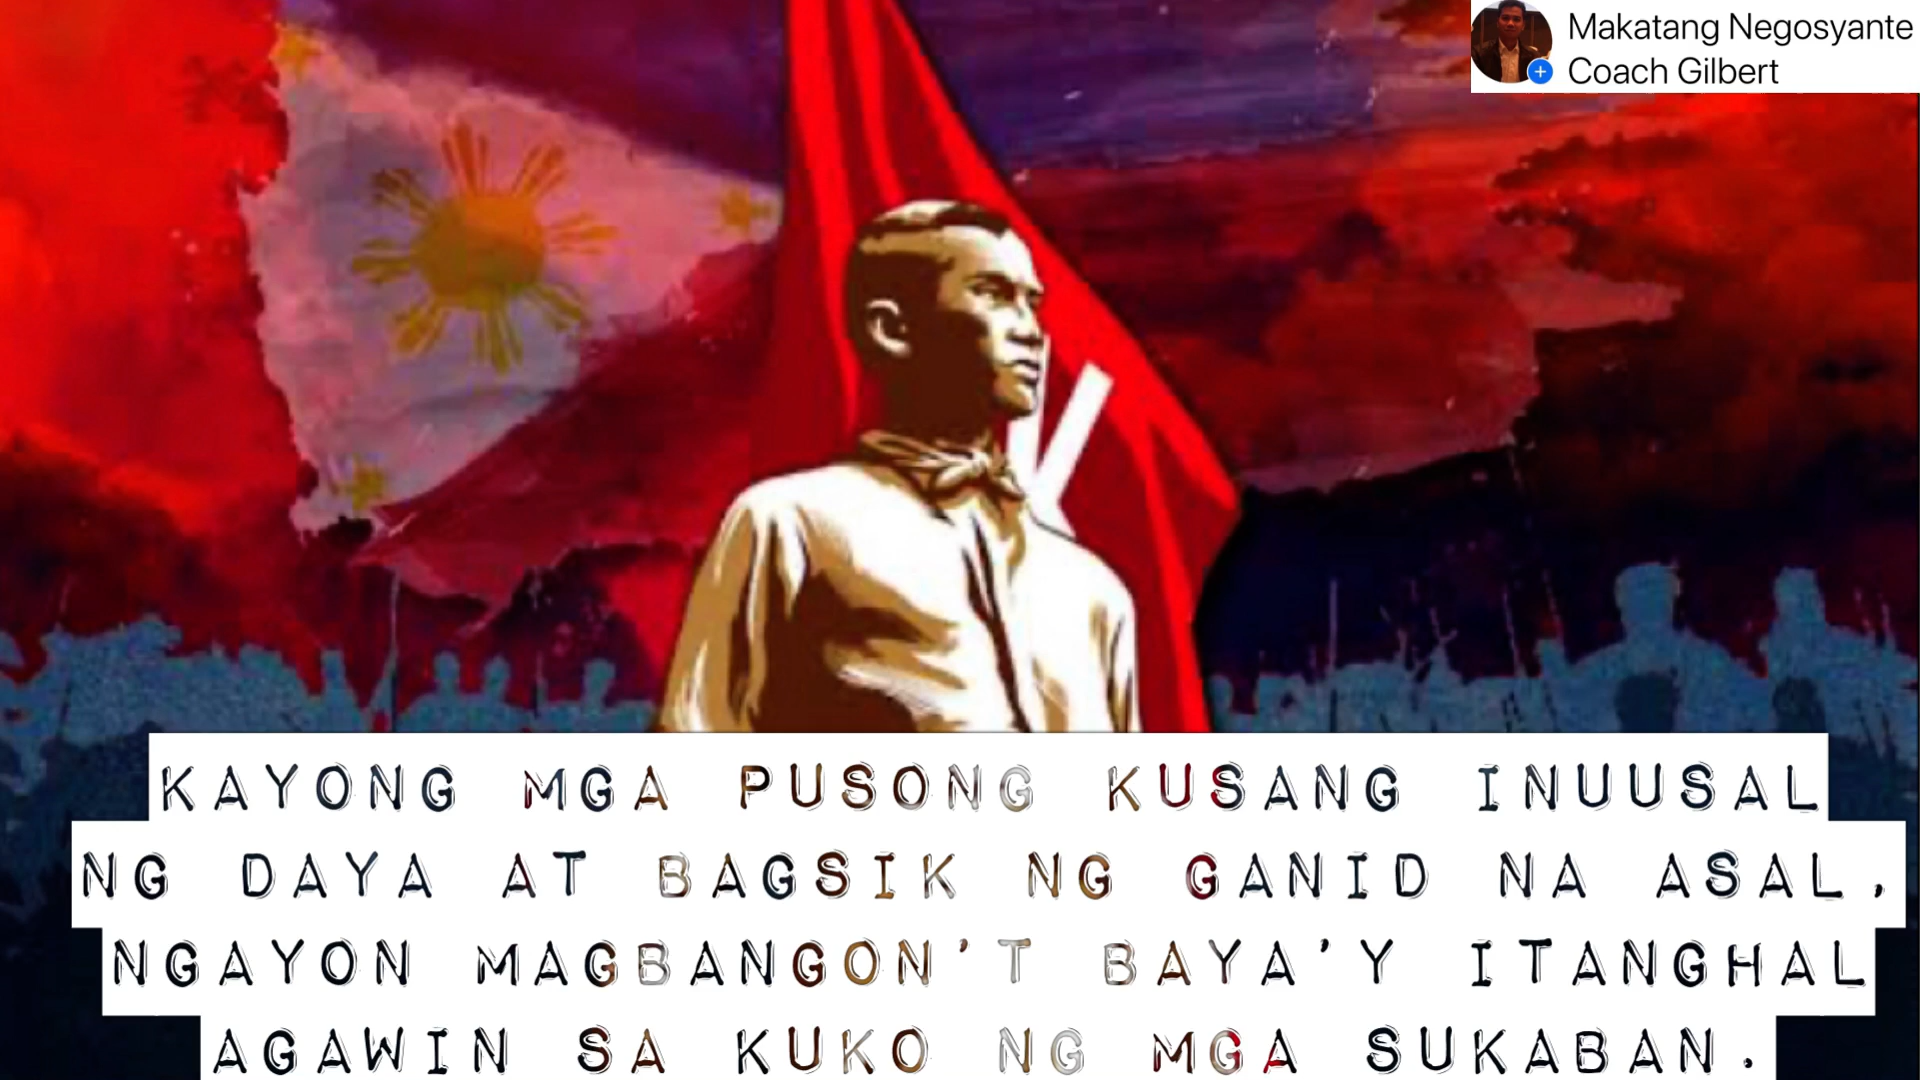 Makatang Negosyante
Coach Gilbert
KAYONG MGA PUSONG KUSANG INUUSAL
NG DAYA AT BAGSIK NG GANID NA ASAL,
NGAYON MAGBANGON'T BAYA'Y ITANGHAL
AGAWIN SA KUKO NG MGA SUKABAN.